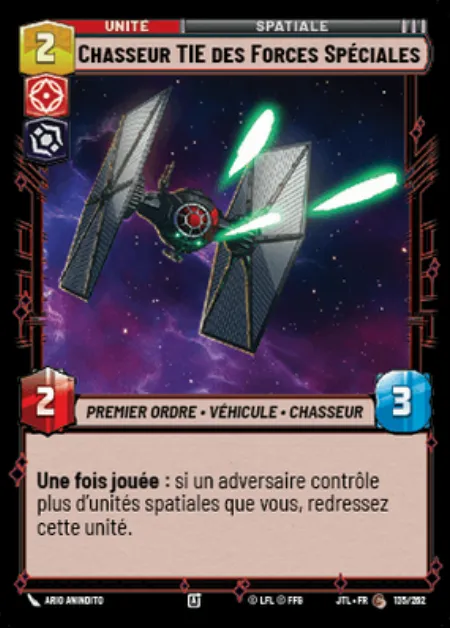 UNITÉ SPATIALE
2 CHASSEUR TIE DES FORCES SPÉCIALES
2 PREMIER ORDRE • VÉHICULE • CHASSEUR 3
Une fois jouée : si un adversaire contrôle
plus d'unités spatiales que vous, redressez
cette unité.
ARIO ANINDITO © LFL © FFG JTL • FR C 135/262